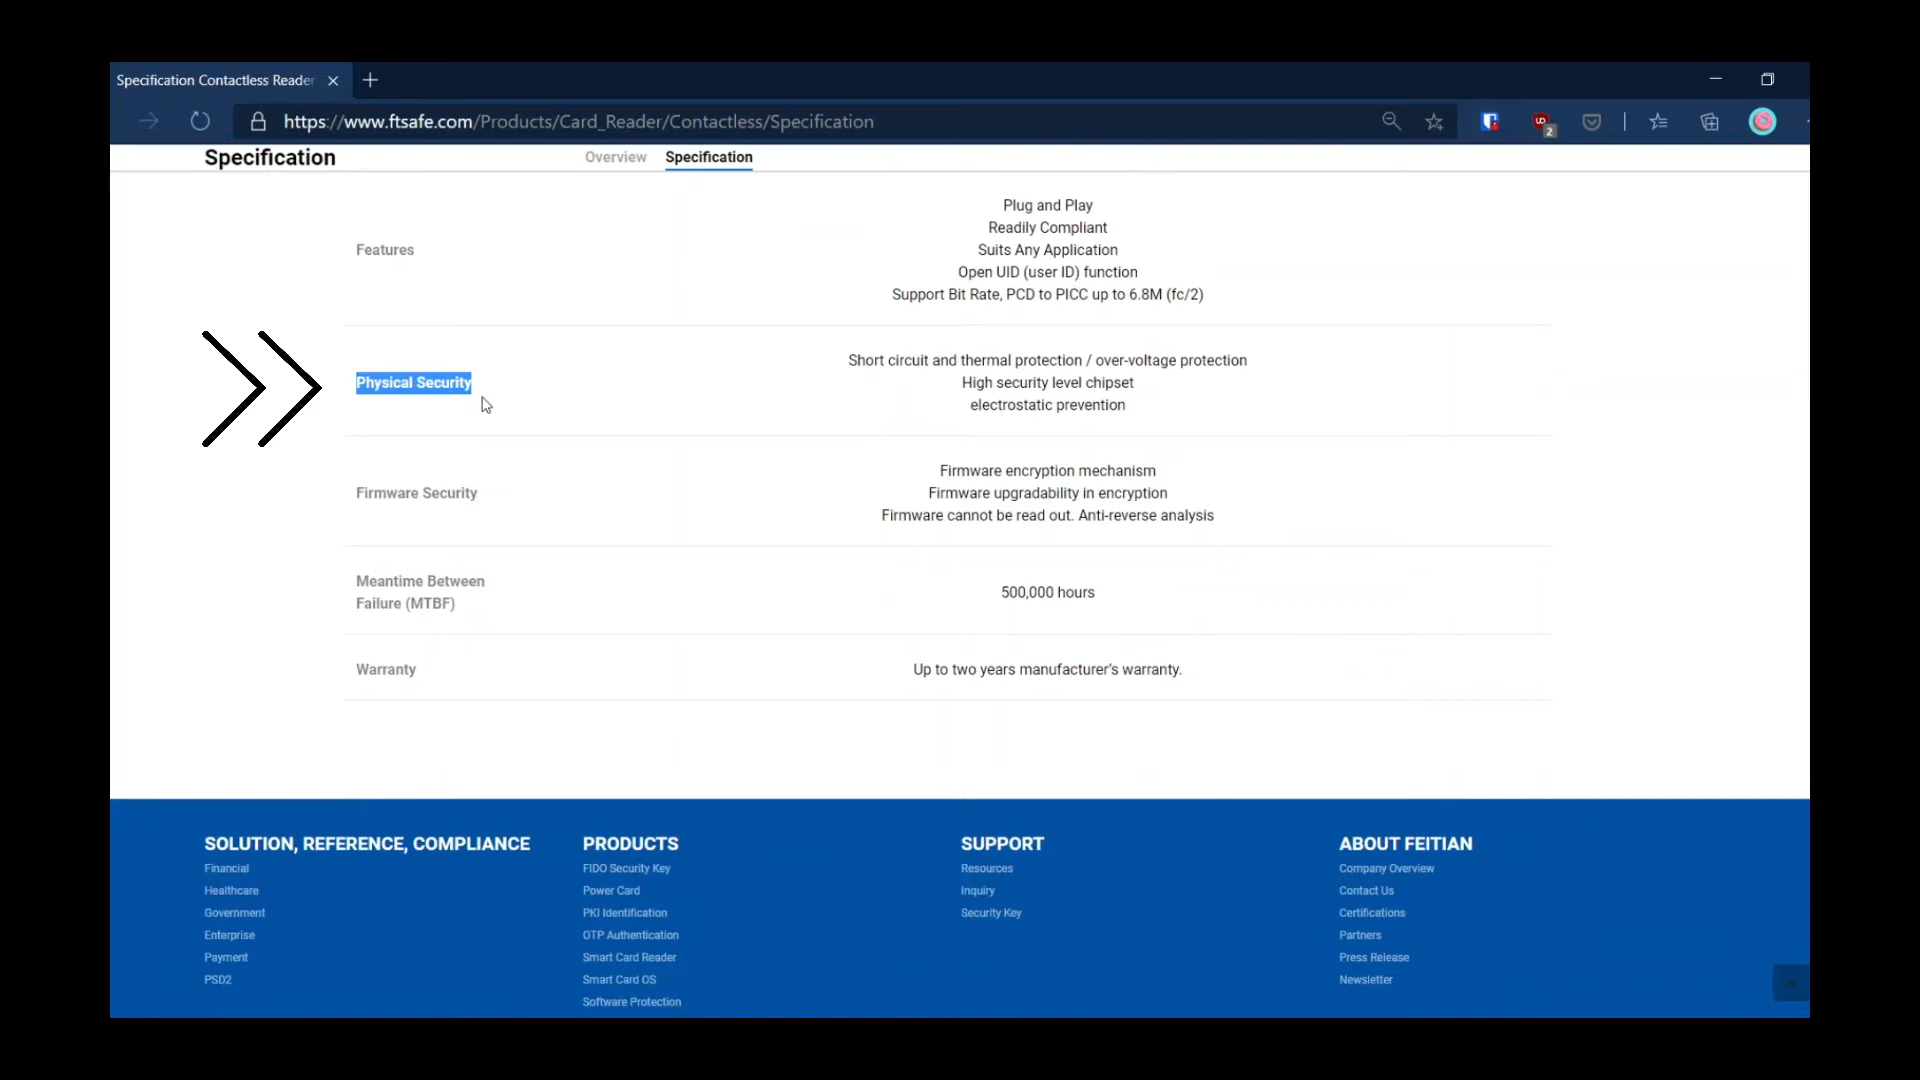 Specification Contactless Reader
https://www.ftsafe.com/Products/Card_Reader/Contactless/Specification
2
Specification
Overview
Specification
Features
Plug and Play
Readily Compliant
Suits Any Application
Open UID (user ID) function
Support Bit Rate, PCD to PICC up to 6.8M (fc/2)
Physical Security
Short circuit and thermal protection / over-voltage protection
High security level chipset
electrostatic prevention
Firmware Security
Firmware encryption mechanism
Firmware upgradability in encryption
Firmware cannot be read out. Anti-reverse analysis
Meantime Between
Failure (MTBF)
500,000 hours
Warranty
Up to two years manufacturer's warranty.
SOLUTION, REFERENCE, COMPLIANCE
Financial
Healthcare
Government
Enterprise
Payment
PSD2
PRODUCTS
FIDO Security Key
Power Card
PKI Identification
OTP Authentication
Smart Card Reader
Smart Card OS
Software Protection
SUPPORT
Resources
Inquiry
Security Key
ABOUT FEITIAN
Company Overview
Contact Us
Certifications
Partners
Press Release
Newsletter